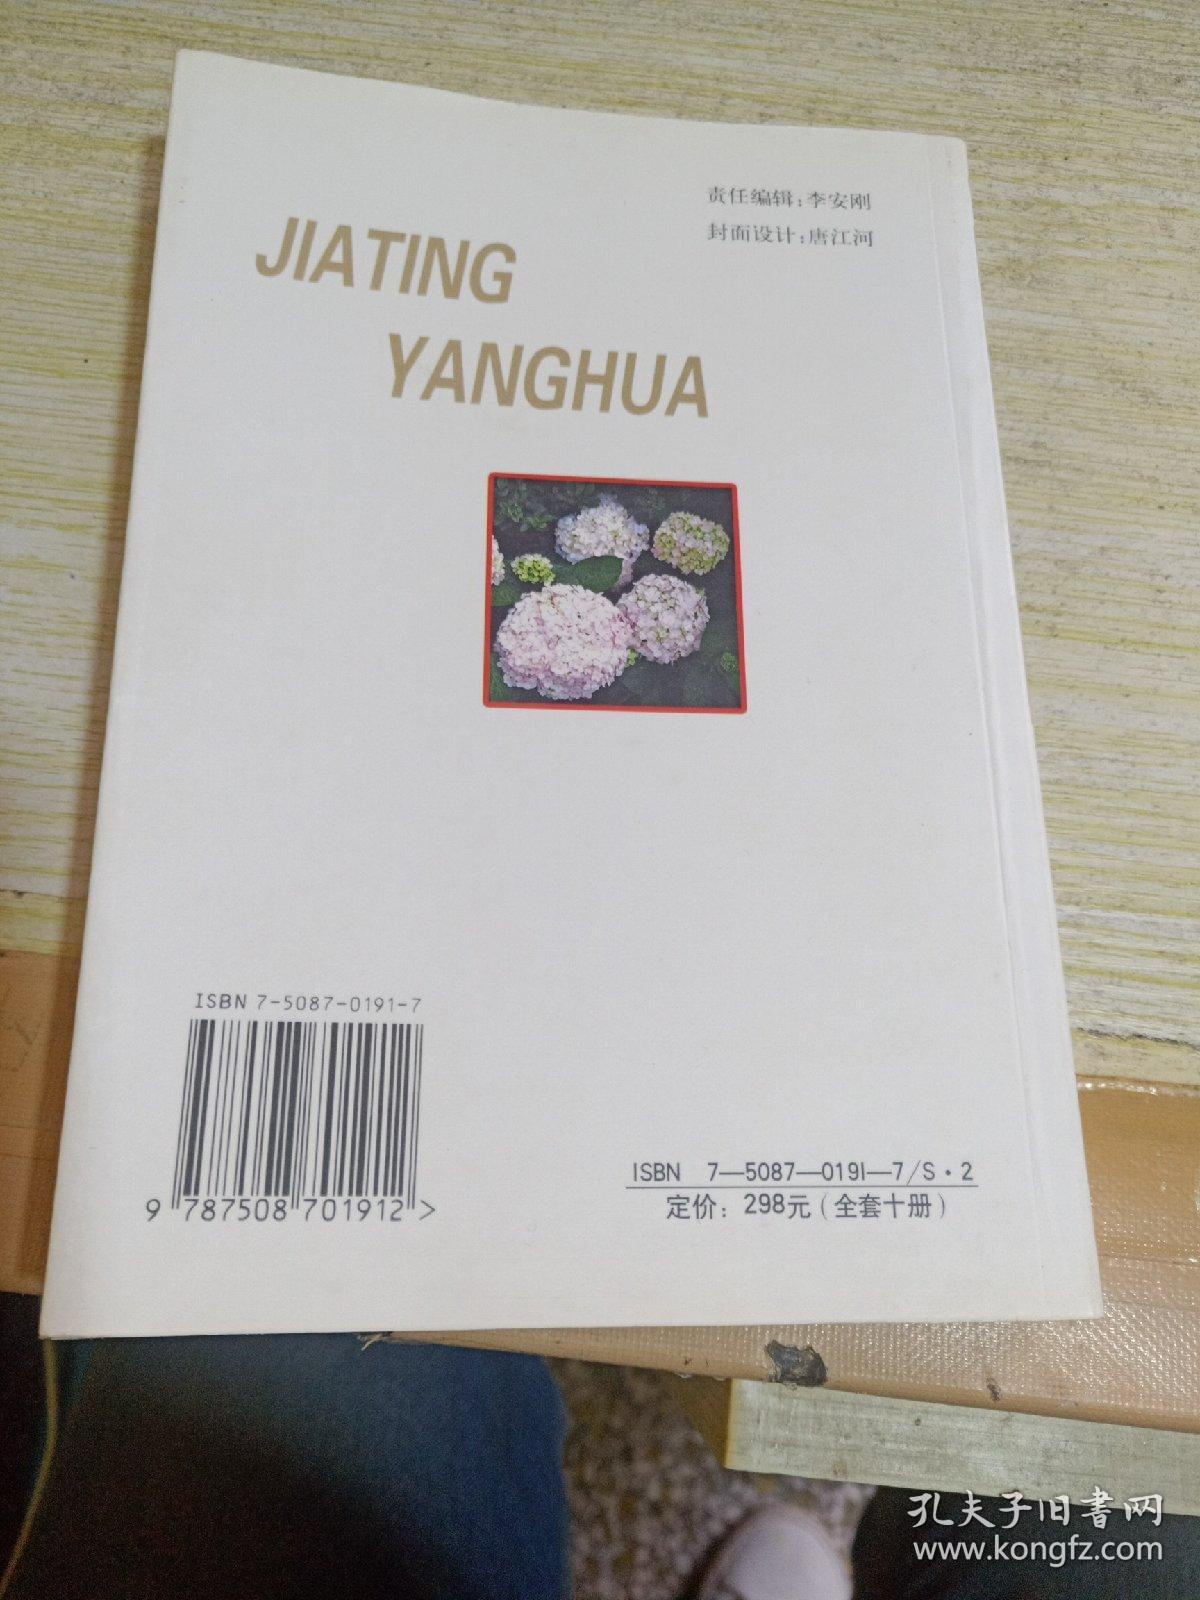 责任编辑：李安刚
封面设计：唐江河
JIATING
YANGHUA
ISBN 7-5087-0191-7
9 787508 701912 >
ISBN 7—5087—0191—7/S·2
定价：298元（全套十册）
孔夫子旧書网
www.kongfz.com